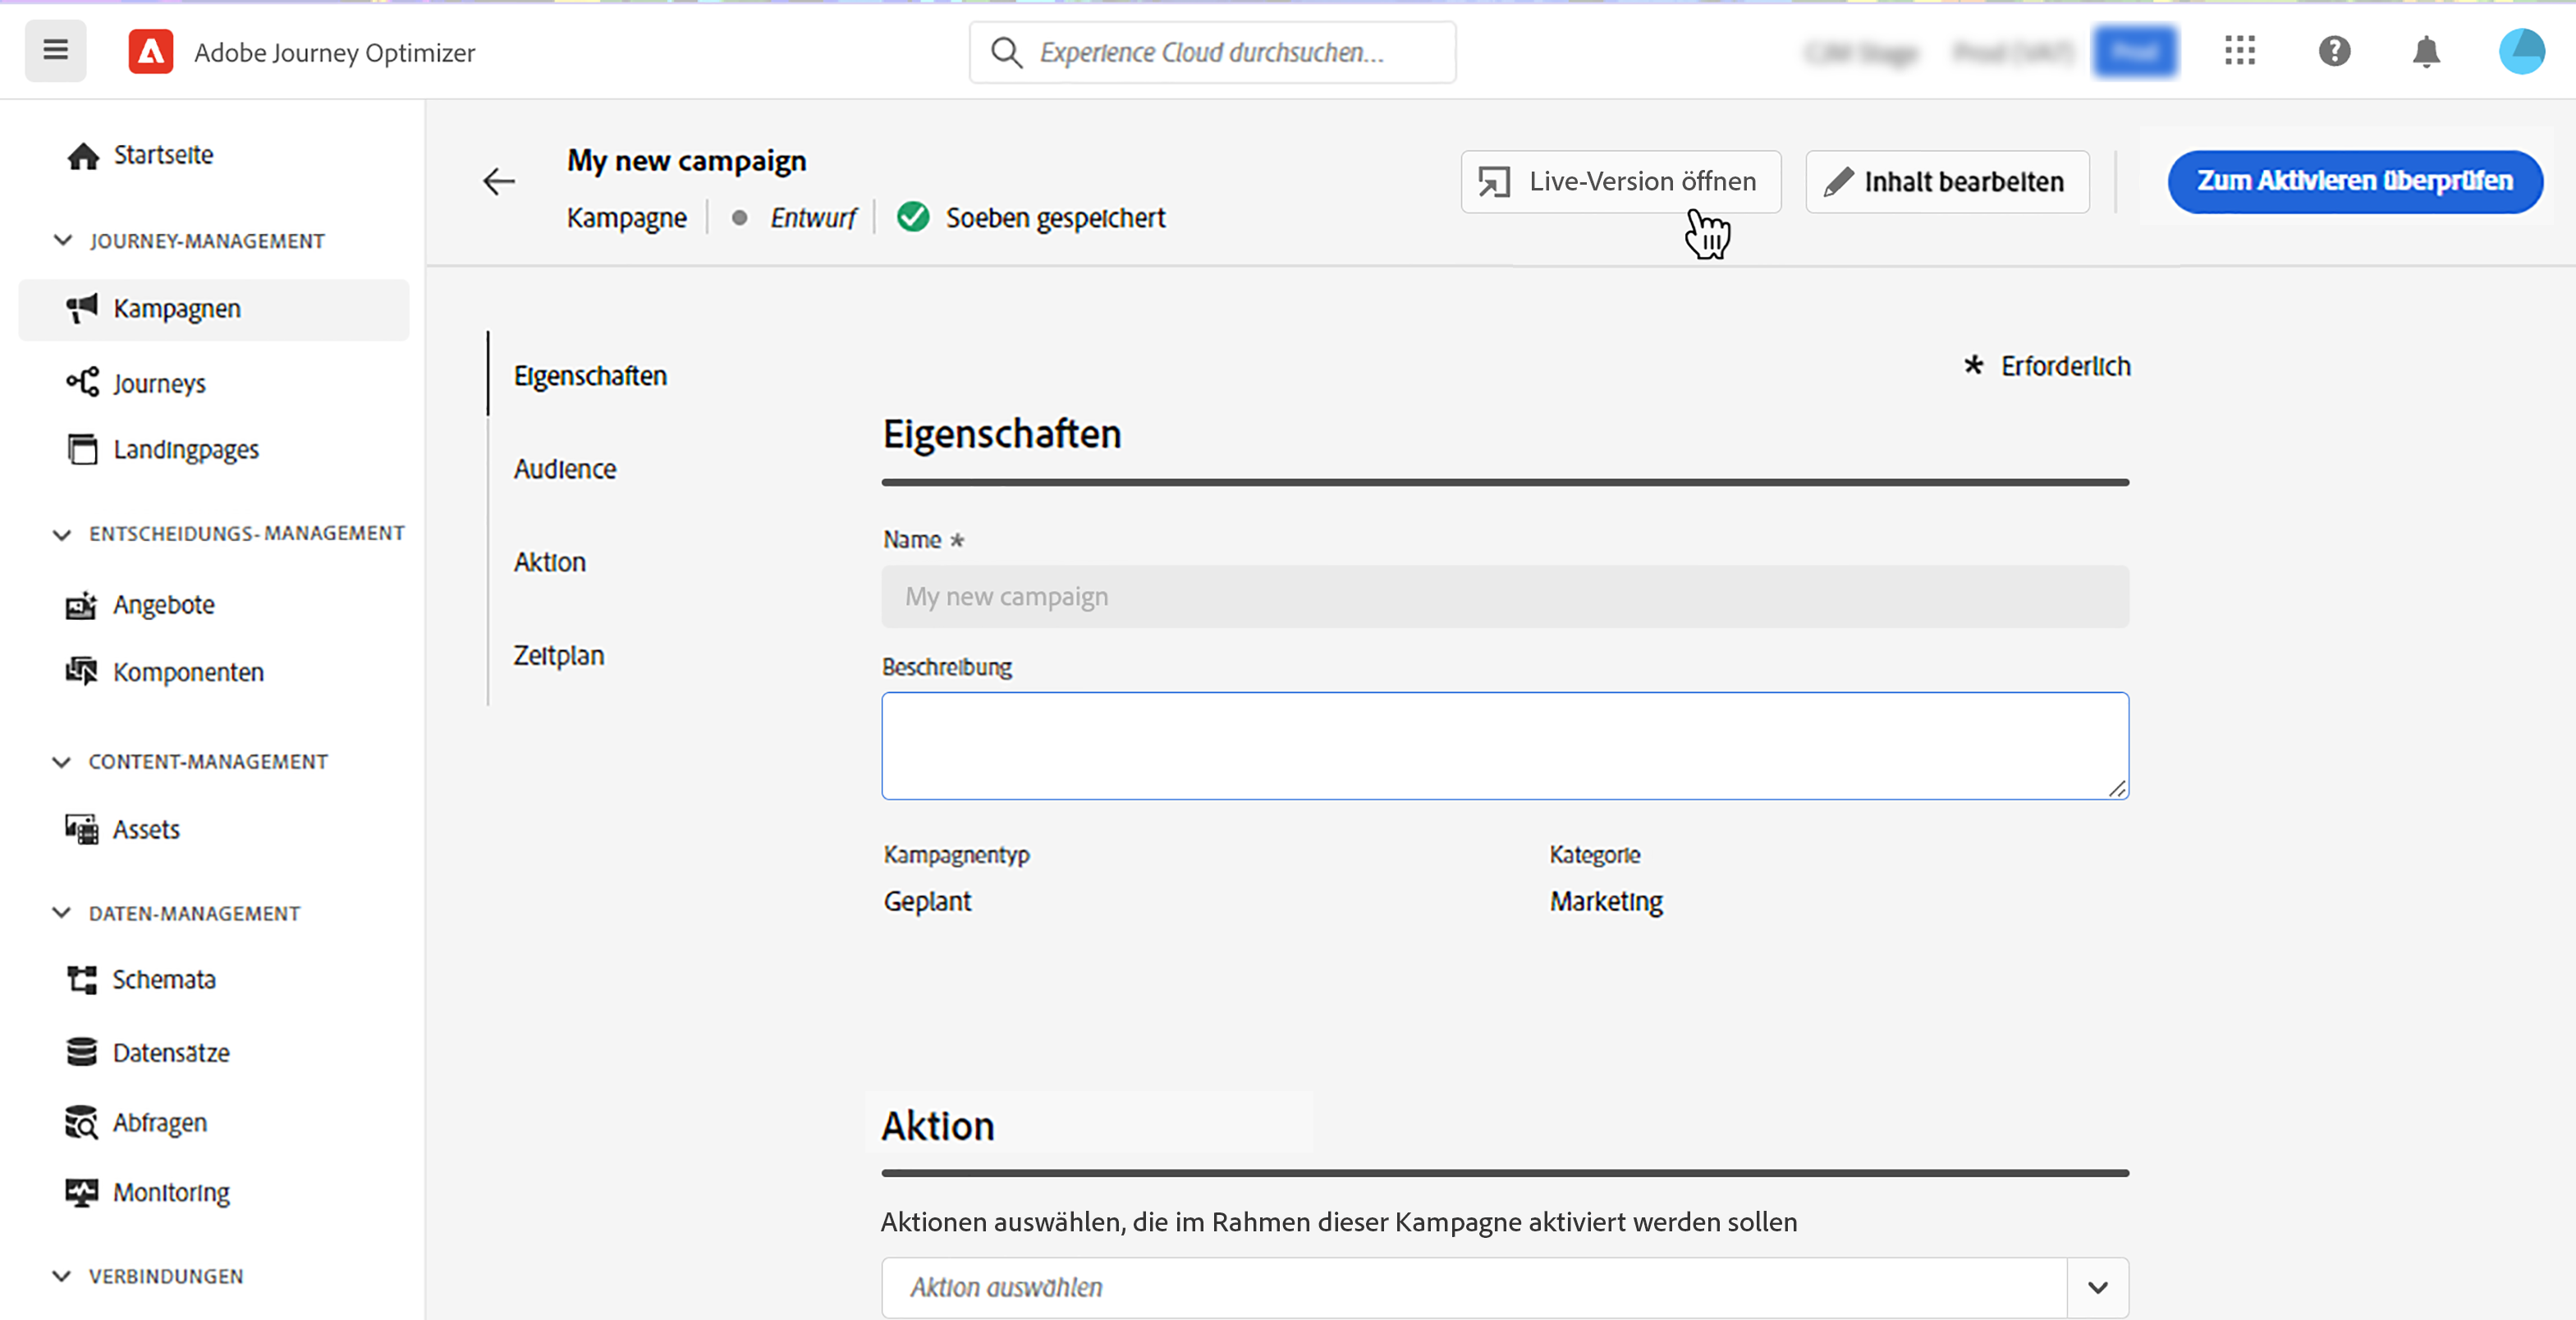 Adobe Journey Optimizer
Experience Cloud durchsuchen...
Startseite
JOURNEY-MANAGEMENT
Kampagnen
Journeys
Landingpages
ENTSCHEIDUNGS-MANAGEMENT
Angebote
Komponenten
CONTENT-MANAGEMENT
Assets
DATEN-MANAGEMENT
Schemata
Datensätze
Abfragen
Monitoring
VERBINDUNGEN
My new campaign
Kampagne Entwurf Soeben gespeichert
Live-Version öffnen
Inhalt bearbeiten
Zum Aktivieren überprüfen
Eigenschaften
Audience
Aktion
Zeitplan
* Erforderlich
Eigenschaften
Name *
My new campaign
Beschreibung
Kampagnentyp
Geplant
Kategorie
Marketing
Aktion
Aktionen auswählen, die im Rahmen dieser Kampagne aktiviert werden sollen
Aktion auswählen